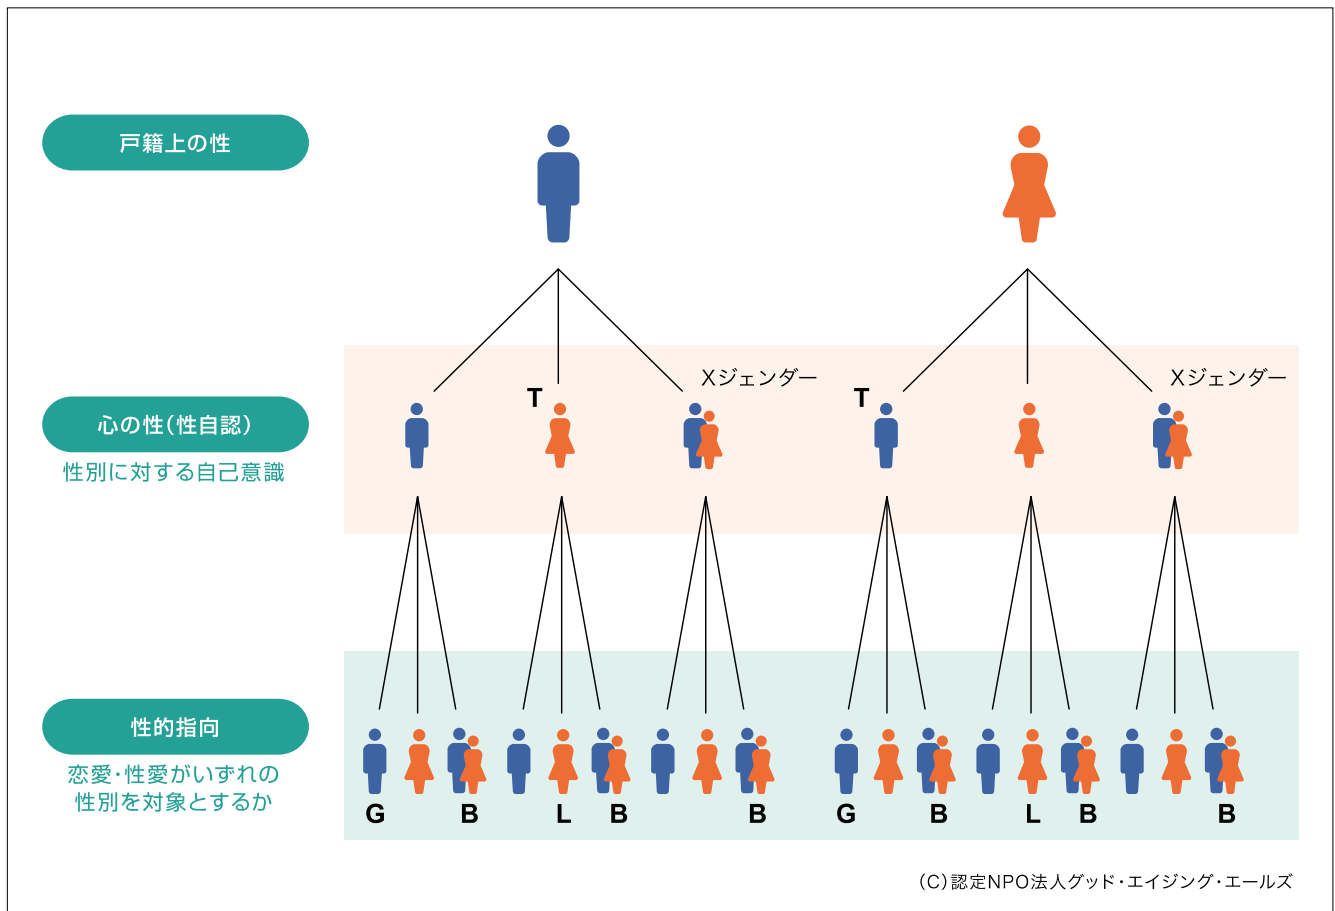 戸籍上の性
Xジェンダー
Xジェンダー
T
T
心の性(性自認)
性別に対する自己意識
性的指向
恋愛・性愛がいずれの
性別を対象とするか
G B L B B G B L B B
(C)認定NPO法人グッド・エイジング・エールズ